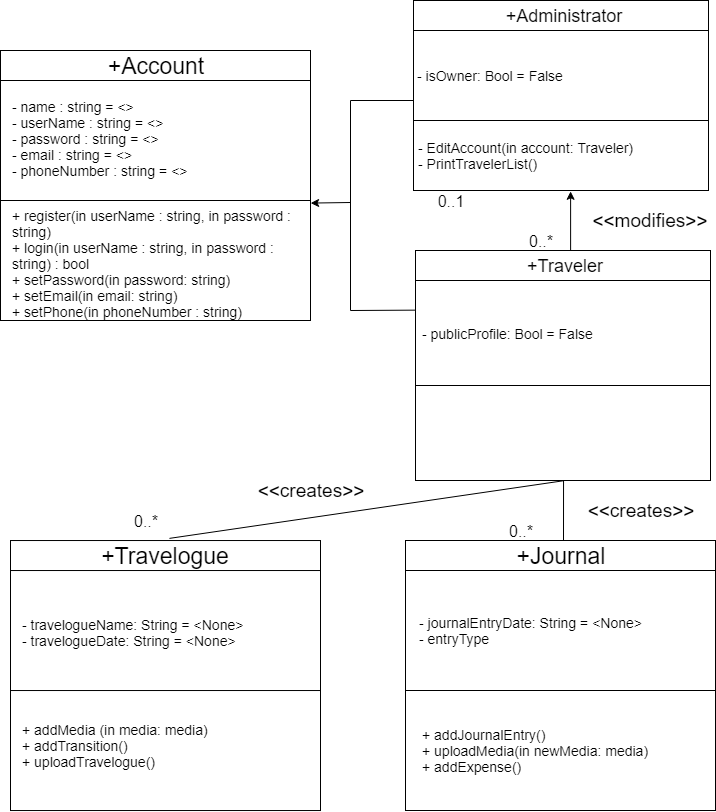 +Administrator
- isOwner: Bool = False
- EditAccount(in account: Traveler)
- PrintTravelerList()
+Account
- name : string = <>
- userName : string = <>
- password : string = <>
- email : string = <>
- phoneNumber : string = <>
+ register(in userName : string, in password :
string)
+ login(in userName : string, in password :
string) : bool
+ setPassword(in password: string)
+ setEmail(in email: string)
+ setPhone(in phoneNumber : string)
0..1
<<modifies>>
0..*
+Traveler
- publicProfile: Bool = False
<<creates>>
0..*
<<creates>>
0..*
+Travelogue
- travelogueName: String = <None>
- travelogueDate: String = <None>
+ addMedia (in media: media)
+ addTransition()
+ uploadTravelogue()
+Journal
- journalEntryDate: String = <None>
- entryType
+ addJournalEntry()
+ uploadMedia(in newMedia: media)
+ addExpense()